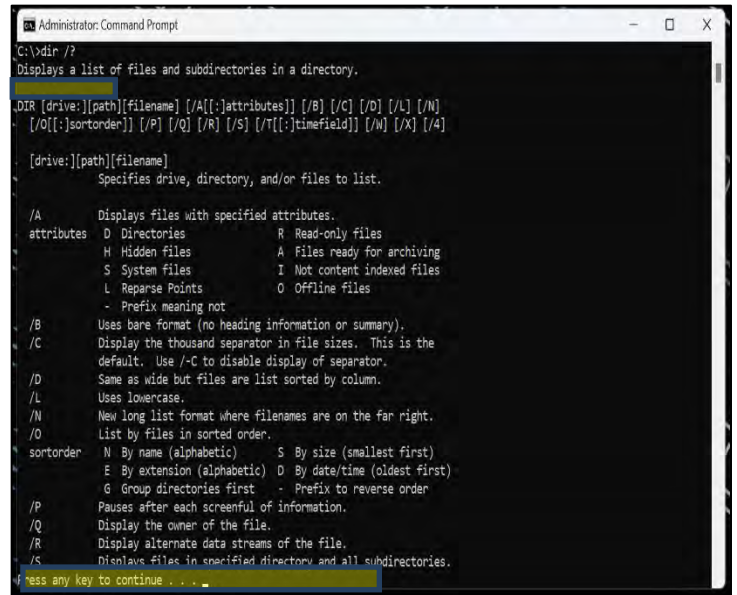 Administrator: Command Prompt
C:\>dir /?
Displays a list of files and subdirectories in a directory.
DIR [drive:][path][filename] [/A[[:]attributes]] [/B] [/C] [/D] [/L] [/N]
[/O[[:]sortorder]] [/P] [/Q] [/R] [/S] [/T[[:]timefield]] [/W] [/X] [/4]
[drive:][path][filename]
Specifies drive, directory, and/or files to list.
/A Displays files with specified attributes.
attributes D Directories R Read-only files
H Hidden files A Files ready for archiving
S System files I Not content indexed files
L Reparse Points O Offline files
- Prefix meaning not
/B Uses bare format (no heading information or summary).
/C Display the thousand separator in file sizes. This is the
default. Use /-C to disable display of separator.
/D Same as wide but files are list sorted by column.
/L Uses lowercase.
/N New long list format where filenames are on the far right.
/O List by files in sorted order.
sortorder N By name (alphabetic) S By size (smallest first)
E By extension (alphabetic) D By date/time (oldest first)
G Group directories first - Prefix to reverse order
/P Pauses after each screenful of information.
/Q Display the owner of the file.
/R Display alternate data streams of the file.
/S Displays files in specified directory and all subdirectories.
Press any key to continue . . . _